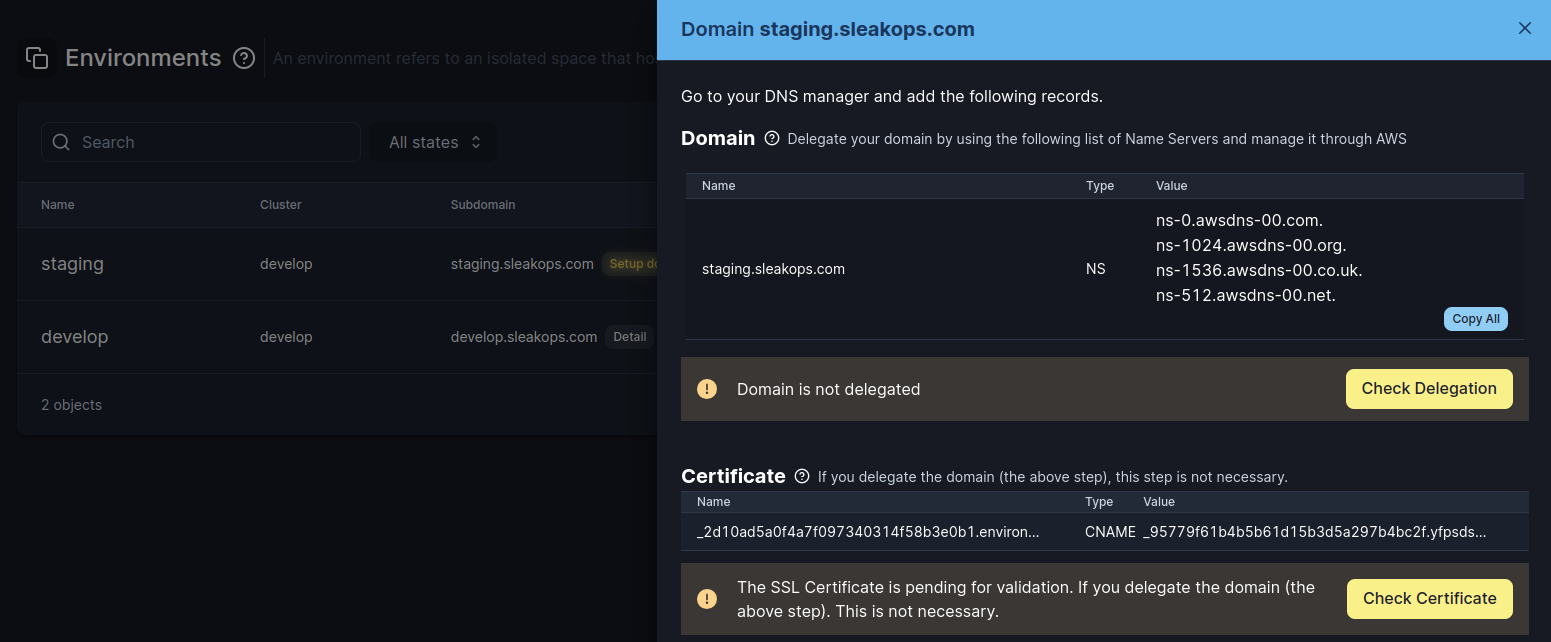 Environments
An environment refers to an isolated space that ho
Search
All states
Name Cluster Subdomain
staging develop staging.sleakops.com Setup do
develop develop develop.sleakops.com Detail
2 objects
Domain staging.sleakops.com
Go to your DNS manager and add the following records.
Domain ? Delegate your domain by using the following list of Name Servers and manage it through AWS
Name Type Value
staging.sleakops.com NS
ns-0.awsdns-00.com.
ns-1024.awsdns-00.org.
ns-1536.awsdns-00.co.uk.
ns-512.awsdns-00.net.
Copy All
Domain is not delegated
Check Delegation
Certificate ? If you delegate the domain (the above step), this step is not necessary.
Name Type Value
_2d10ad5a0f4a7f097340314f58b3e0b1.environ... CNAME _95779f61b4b5b61d15b3d5a297b4bc2f.yfpsds...
The SSL Certificate is pending for validation. If you delegate the domain (the
above step). This is not necessary.
Check Certificate